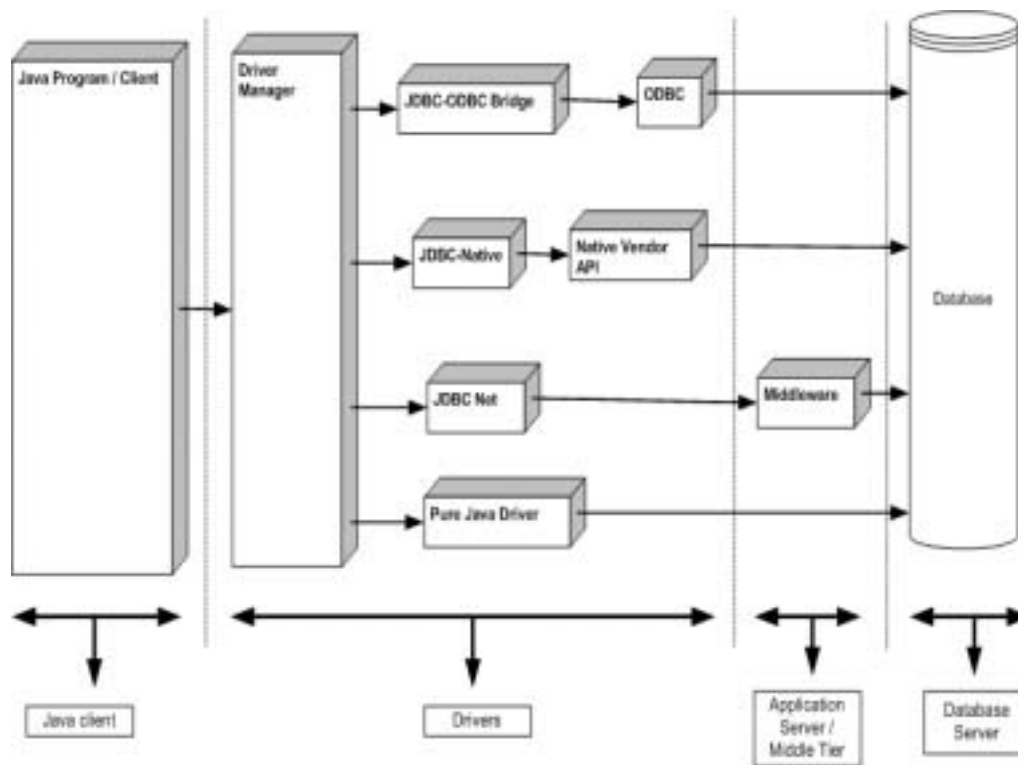 Java Program / Client
Driver
Manager
JDBC-ODBC Bridge
ODBC
JDBC-Native
Native Vendor
API
Database
JDBC Net
Middleware
Pure Java Driver
Java client
Drivers
Application
Server /
Middle Tier
Database
Server